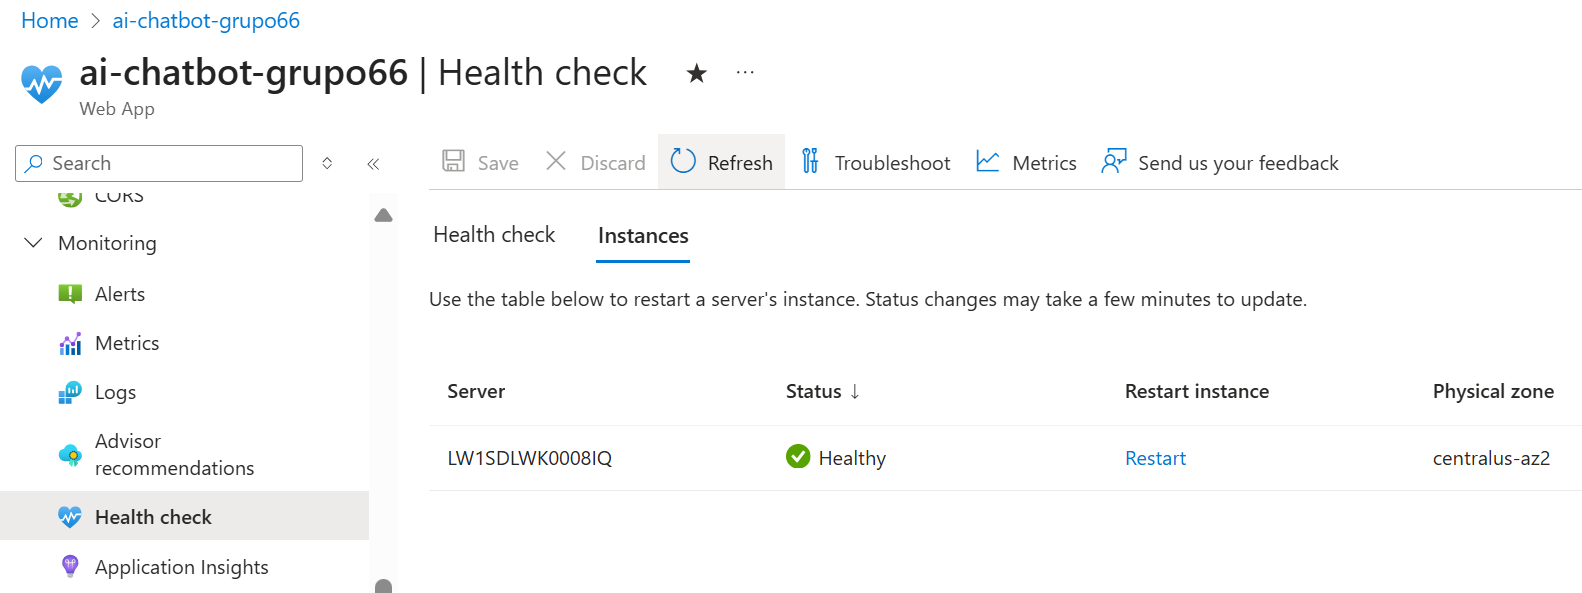 Home > ai-chatbot-grupo66
ai-chatbot-grupo66 | Health check ★ ...
Web App
Search
CORS
Monitoring
Alerts
Metrics
Logs
Advisor
recommendations
Health check
Application Insights
Save Discard Refresh Troubleshoot Metrics Send us your feedback
Health check Instances
Use the table below to restart a server's instance. Status changes may take a few minutes to update.
Server Status ↓ Restart instance Physical zone
LW1SDLWK0008IQ Healthy Restart centralus-az2